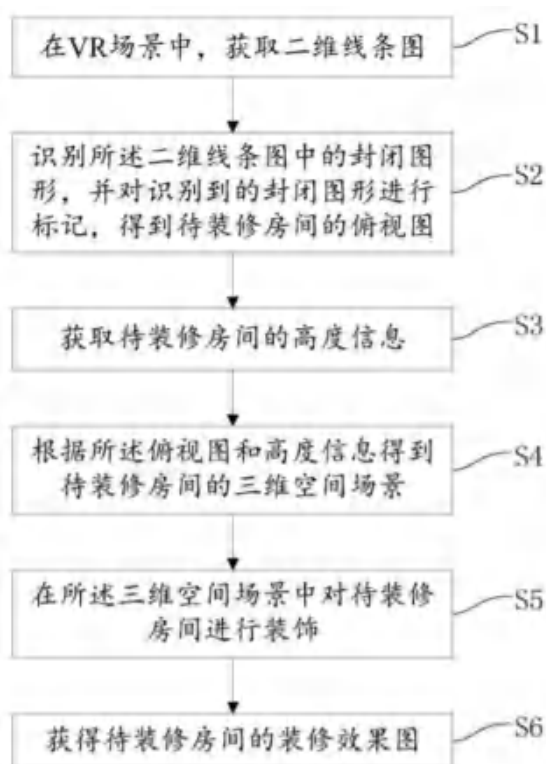 在VR场景中，获取二维线条图
S1
识别所述二维线条图中的封闭图
形，并对识别到的封闭图形进行
标记，得到待装修房间的俯视图
S2
获取待装修房间的高度信息
S3
根据所述俯视图和高度信息得到
待装修房间的三维空间场景
S4
在所述三维空间场景中对待装修
房间进行装饰
S5
获得待装修房间的装修效果图
S6